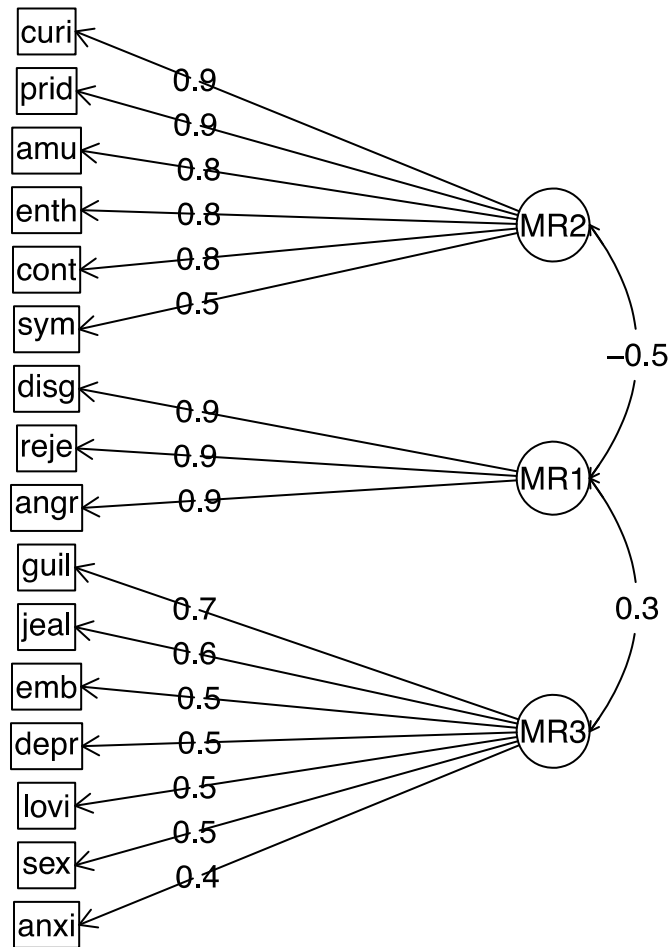 curi
0.9
prid
0.9
amu
0.8
enth
0.8
MR2
cont
0.8
sym
0.5
−0.5
disg
0.9
reje
0.9
MR1
angr
0.9
guil
0.7
0.3
jeal
0.6
emb
0.5
depr
0.5
MR3
lovi
0.5
sex
0.5
anxi
0.4